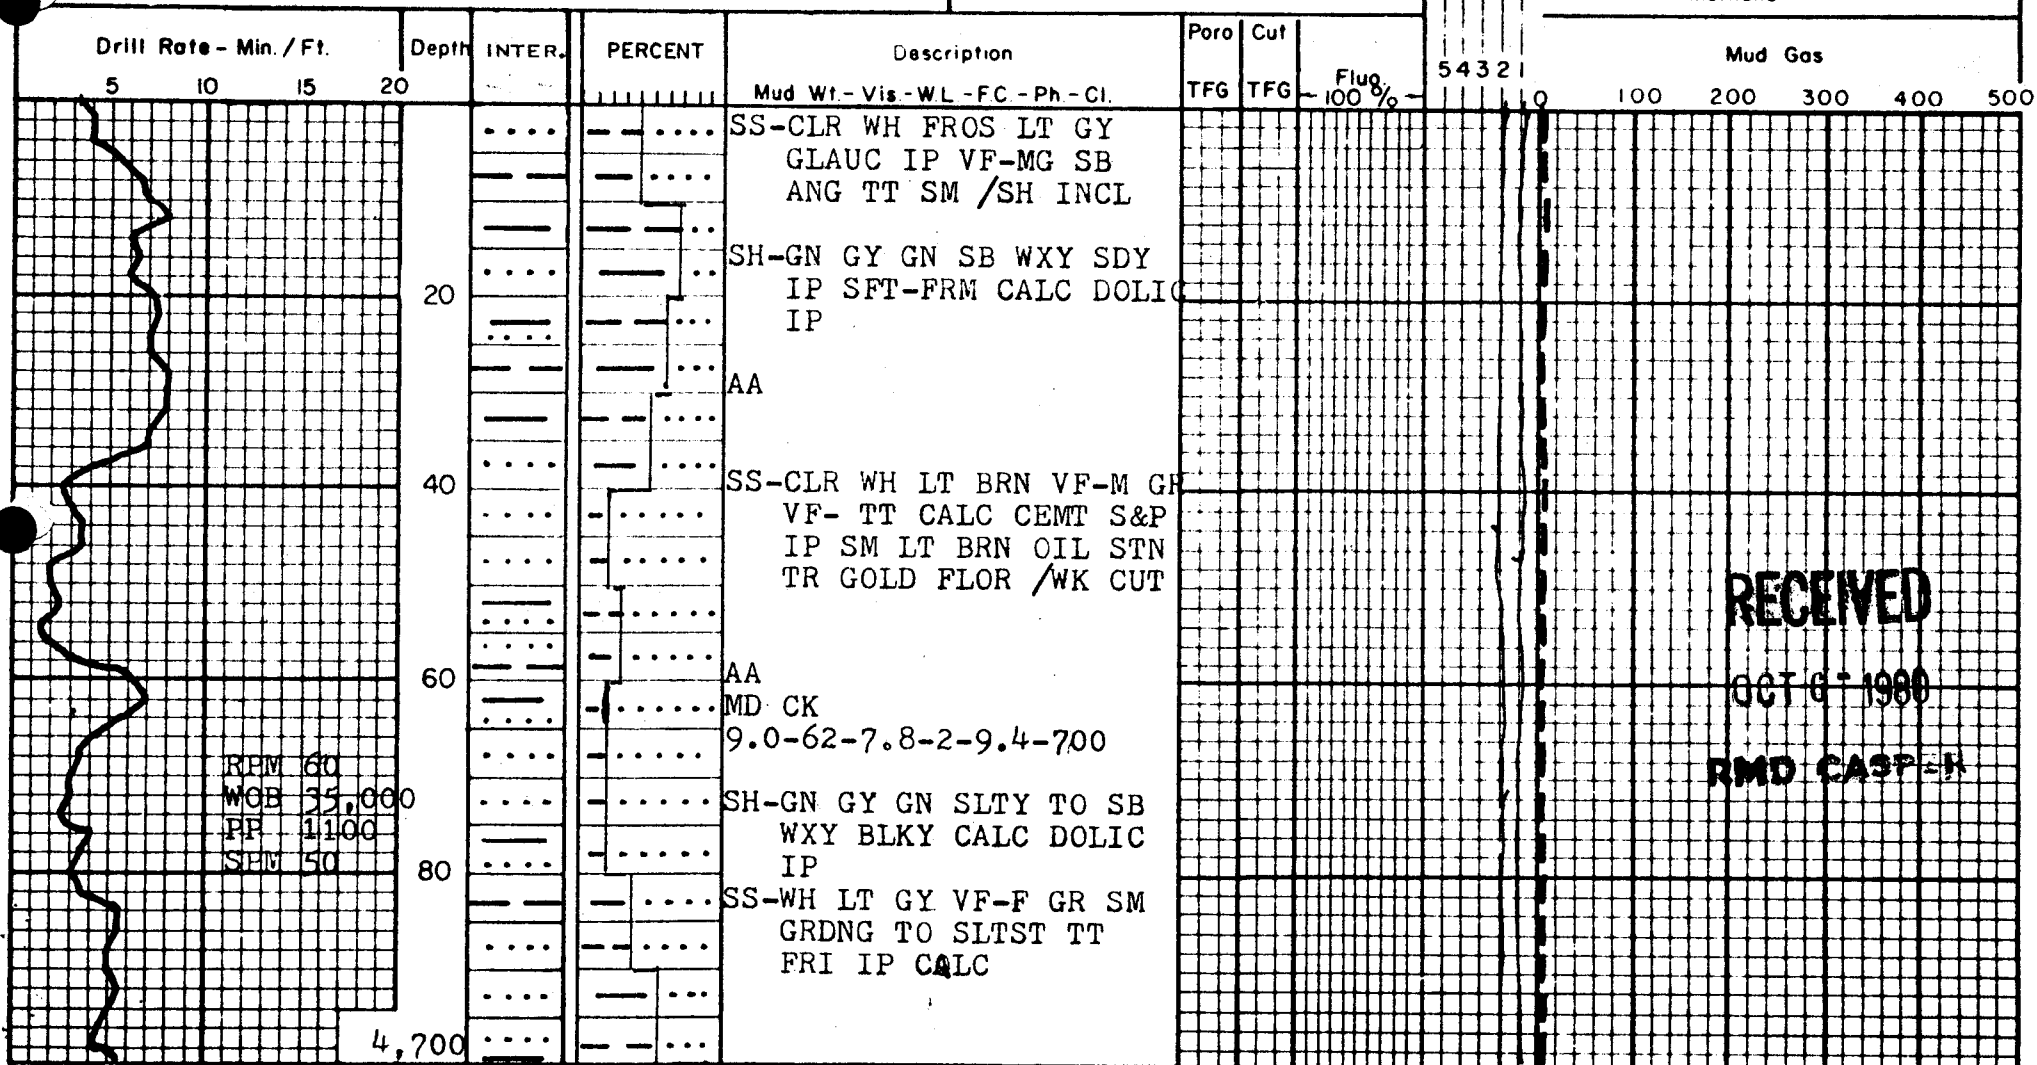 Drill Rate - Min. / Ft.
5 10 15 20
Depth
INTER.
PERCENT
Description
Mud Wt.- Vis.-W.L.-F.C.-Ph.-Cl.
Poro
TFG
Cut
TFG
Fluo.
100 %
5 4 3 2 1
Mud Gas
0 100 200 300 400 500
SS-CLR WH FROS LT GY
GLAUC IP VF-MG SB
ANG TT SM /SH INCL
SH-GN GY GN SB WXY SDY
IP SFT-FRM CALC DOLIC
IP
20
AA
40
SS-CLR WH LT BRN VF-M GR
VF- TT CALC CEMT S&P
IP SM LT BRN OIL STN
TR GOLD FLOR /WK CUT
RECEIVED
OCT 6 - 1980
60
AA
MD CK
9.0-62-7.8-2-9.4-700
RPM 60
WOB 35,000
PP 1100
SPM 50
SH-GN GY GN SLTY TO SB
WXY BLKY CALC DOLIC
IP
80
SS-WH LT GY VF-F GR SM
GRDNG TO SLTST TT
FRI IP CALC
4,700